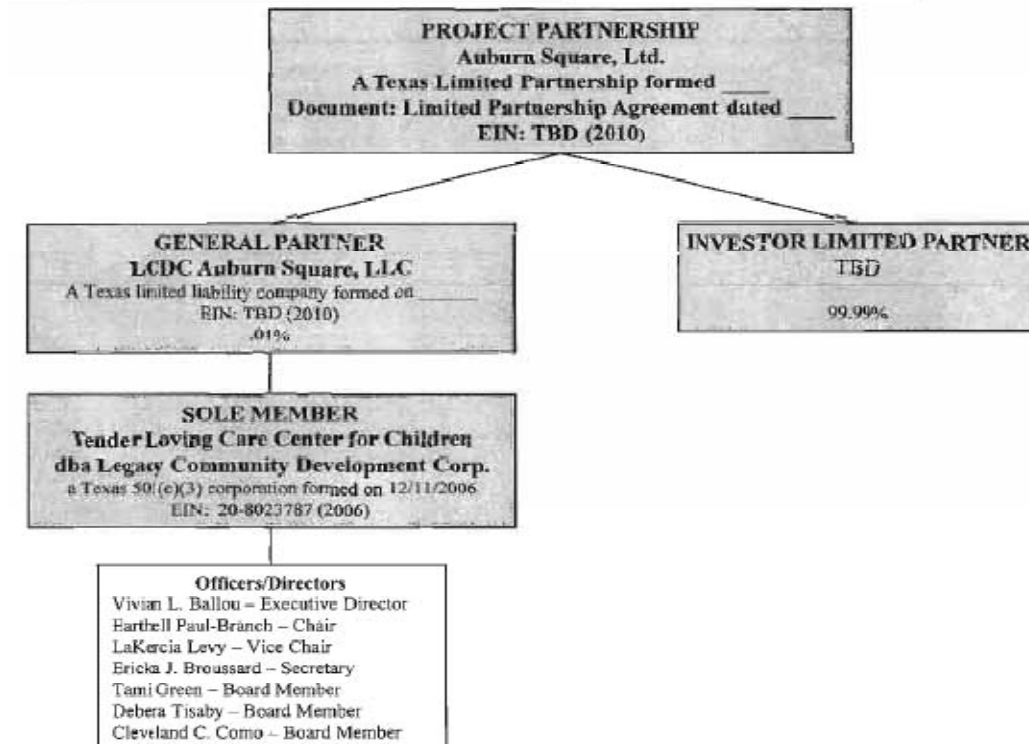 PROJECT PARTNERSHIP
Auburn Square, Ltd.
A Texas Limited Partnership formed ____
Document: Limited Partnership Agreement dated ____
EIN: TBD (2010)
GENERAL PARTNER
LCDC Auburn Square, LLC
A Texas limited liability company formed on ______
EIN: TBD (2010)
.01%
INVESTOR LIMITED PARTNER
TBD
99.99%
SOLE MEMBER
Tender Loving Care Center for Children
dba Legacy Community Development Corp.
a Texas 501(c)(3) corporation formed on 12/11/2006
EIN: 20-8023787 (2006)
Officers/Directors
Vivian L. Ballou – Executive Director
Earthell Paul-Branch – Chair
LaKercia Levy – Vice Chair
Ericka J. Broussard – Secretary
Tami Green – Board Member
Debera Tisaby – Board Member
Cleveland C. Como – Board Member